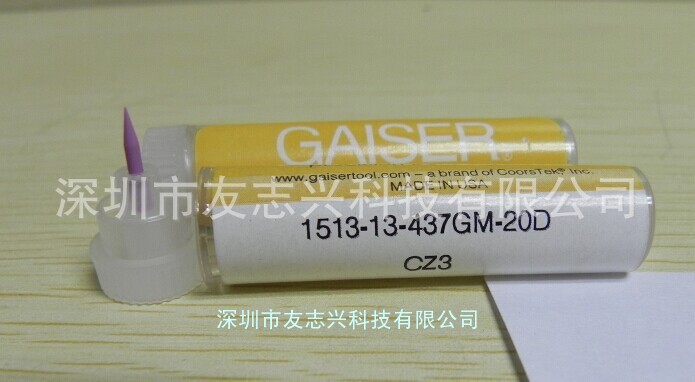 GAISER
www.gaisertool.com – a brand of CoorsTek® Inc.
MADE IN USA
深圳市友志兴科技有限公司
1513-13-437GM-20D
CZ3
深圳市友志兴科技有限公司